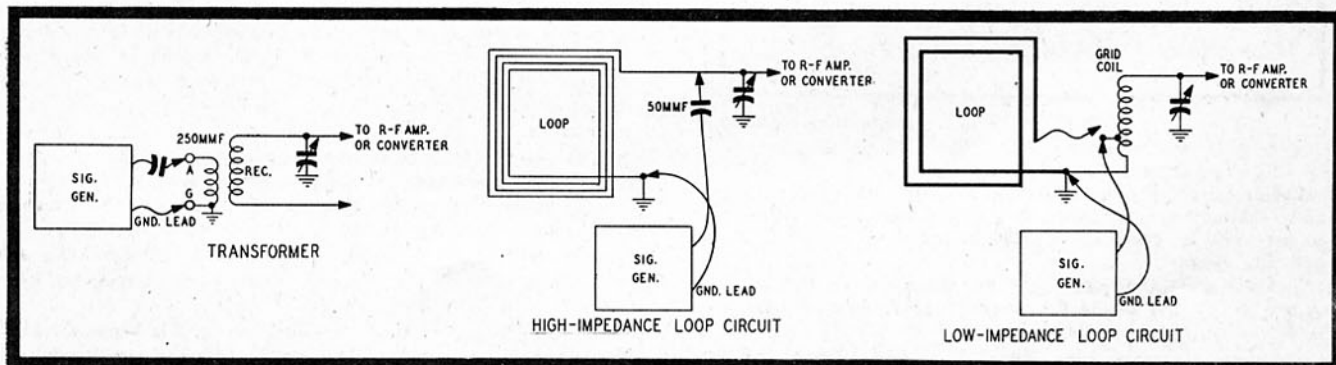 250MMF
TO R-F AMP.
OR CONVERTER
SIG.
GEN.
A
G
REC.
GND. LEAD
TRANSFORMER
LOOP
50MMF
TO R-F AMP.
OR CONVERTER.
SIG.
GEN.
GND. LEAD
HIGH-IMPEDANCE LOOP CIRCUIT
LOOP
GRID
COIL
TO R-F AMP.
OR CONVERTER
SIG.
GEN.
GND. LEAD
LOW-IMPEDANCE LOOP CIRCUIT